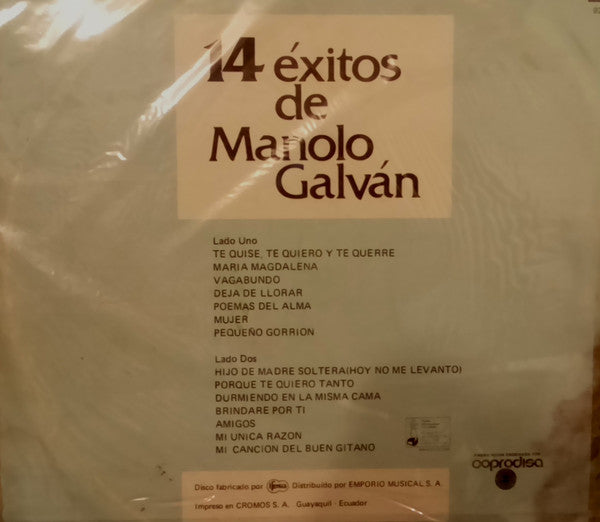 14 éxitos
de
Manolo
Galván
Lado Uno
TE QUISE, TE QUIERO Y TE QUERRE
MARIA MAGDALENA
VAGABUNDO
DEJA DE LLORAR
POEMAS DEL ALMA
MUJER
PEQUEÑO GORRION
Lado Dos
HIJO DE MADRE SOLTERA(HOY NO ME LEVANTO)
PORQUE TE QUIERO TANTO
DURMIENDO EN LA MISMA CAMA
BRINDARE POR TI
AMIGOS
MI UNICA RAZON
MI CANCION DEL BUEN GITANO
coprodisa
Disco fabricado por Distribuido por EMPORIO MUSICAL S. A.
Impreso en CROMOS S. A. Guayaquil - Ecuador